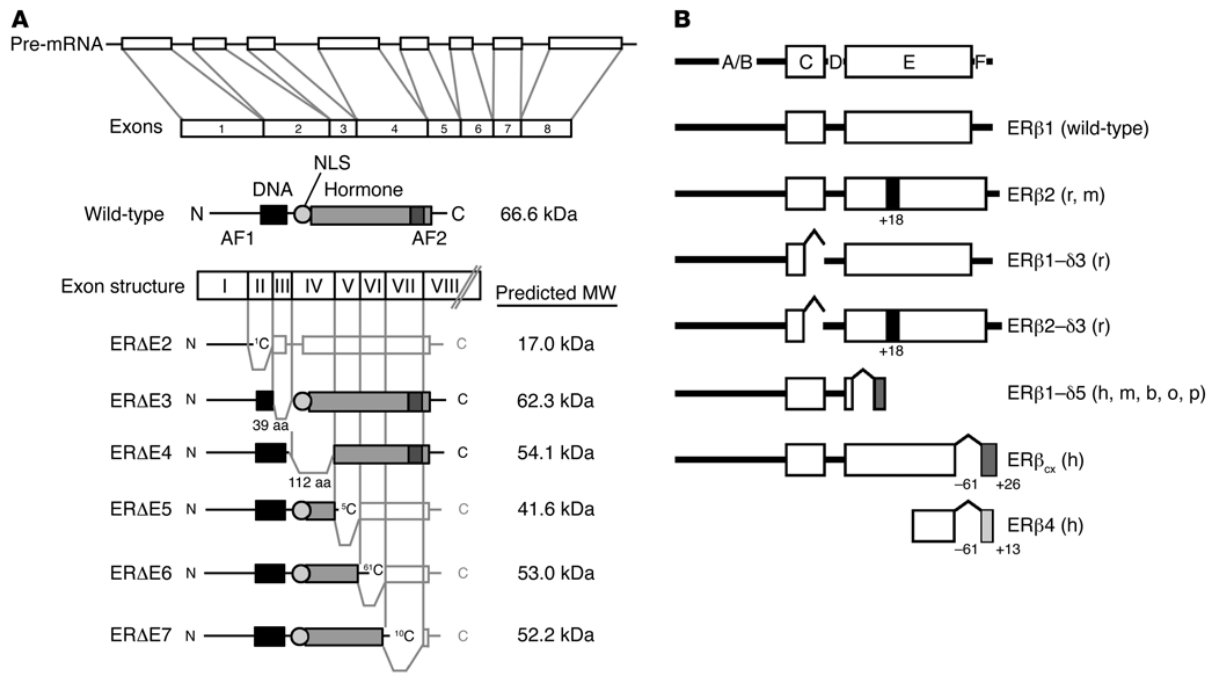 A
Pre-mRNA
Exons 1 2 3 4 5 6 7 8
NLS
DNA Hormone
Wild-type N C 66.6 kDa
AF1 AF2
Exon structure I II III IV V VI VII VIII Predicted MW
ERΔE2 N ¹C C 17.0 kDa
ERΔE3 N C 62.3 kDa
39 aa
ERΔE4 N C 54.1 kDa
112 aa
ERΔE5 N ⁵C C 41.6 kDa
ERΔE6 N ⁶¹C C 53.0 kDa
ERΔE7 N ¹⁰C C 52.2 kDa
B
A/B C D E F
ERβ1 (wild-type)
ERβ2 (r, m)
+18
ERβ1–δ3 (r)
ERβ2–δ3 (r)
+18
ERβ1–δ5 (h, m, b, o, p)
ERβcx (h)
–61 +26
ERβ4 (h)
–61 +13